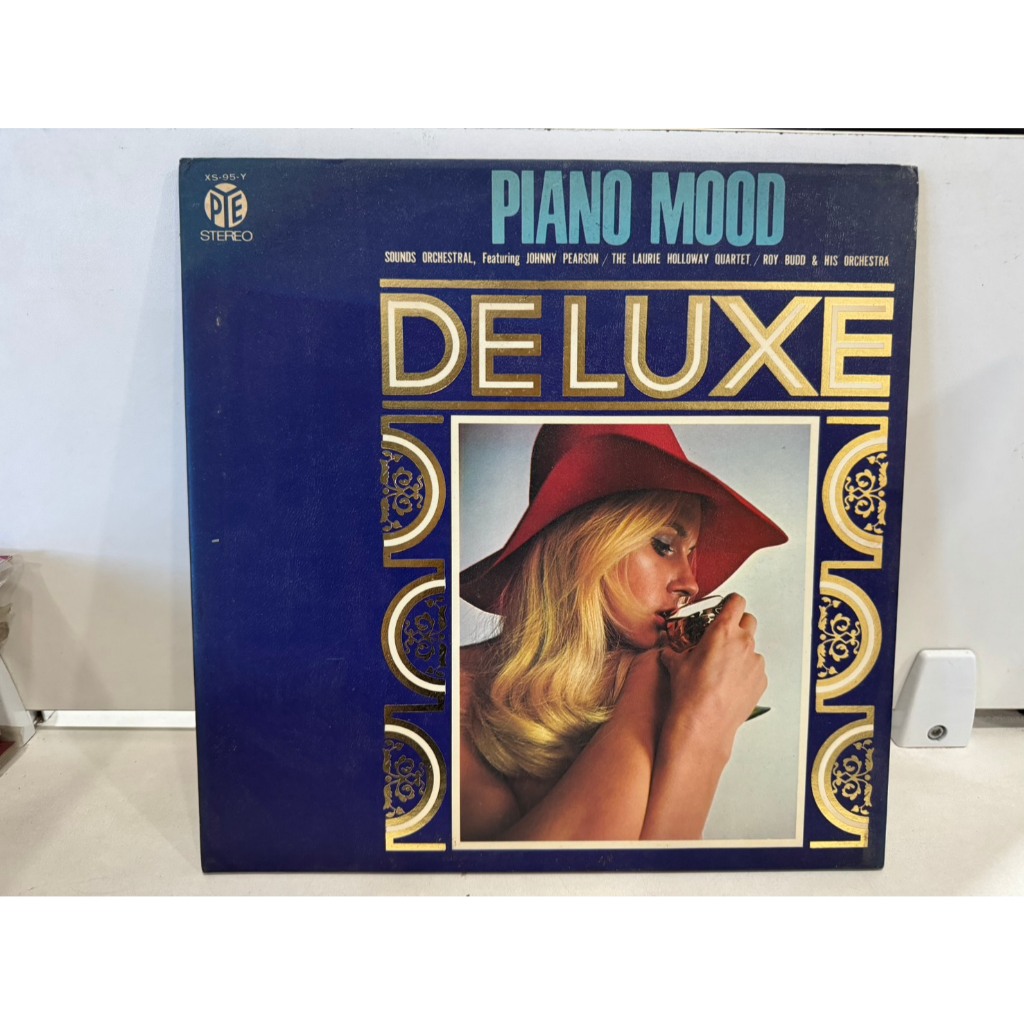 XS-95-Y
PYE
STEREO
PIANO MOOD
SOUNDS ORCHESTRAL, Featuring JOHNNY PEARSON / THE LAURIE HOLLOWAY QUARTET / ROY BUDD & HIS ORCHESTRA
DE LUXE